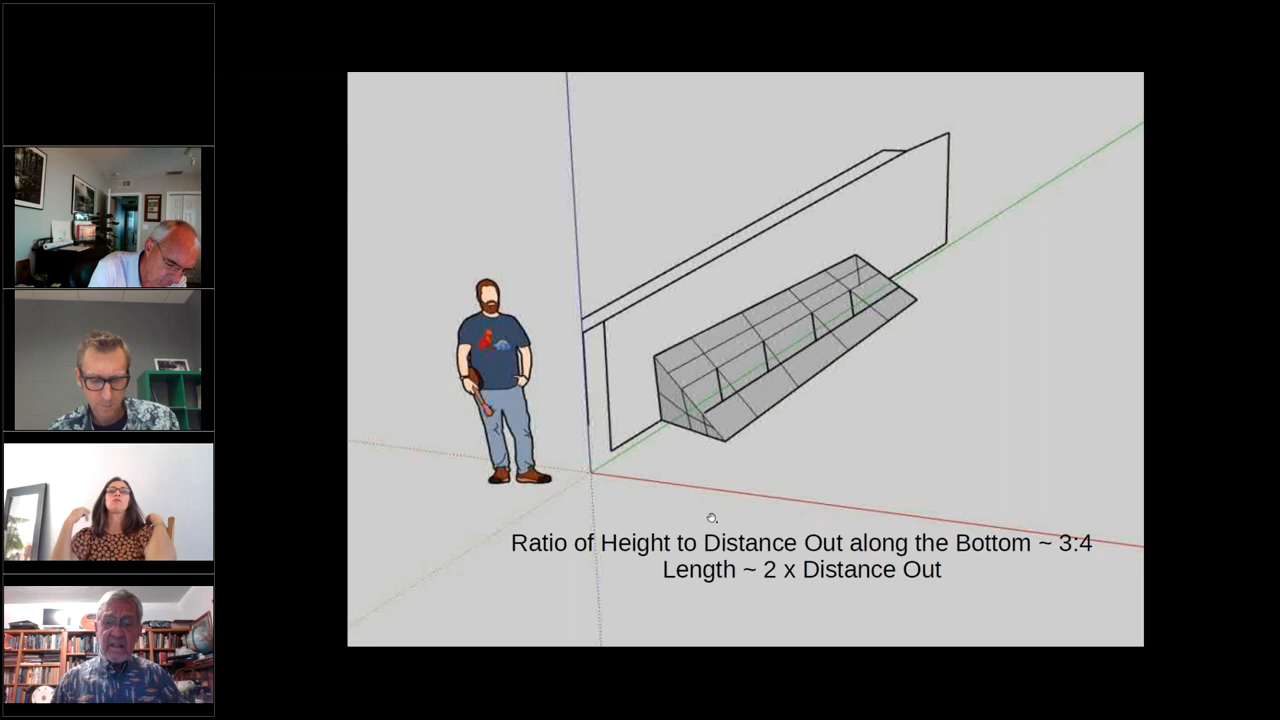 Ratio of Height to Distance Out along the Bottom ~ 3:4
Length ~ 2 x Distance Out